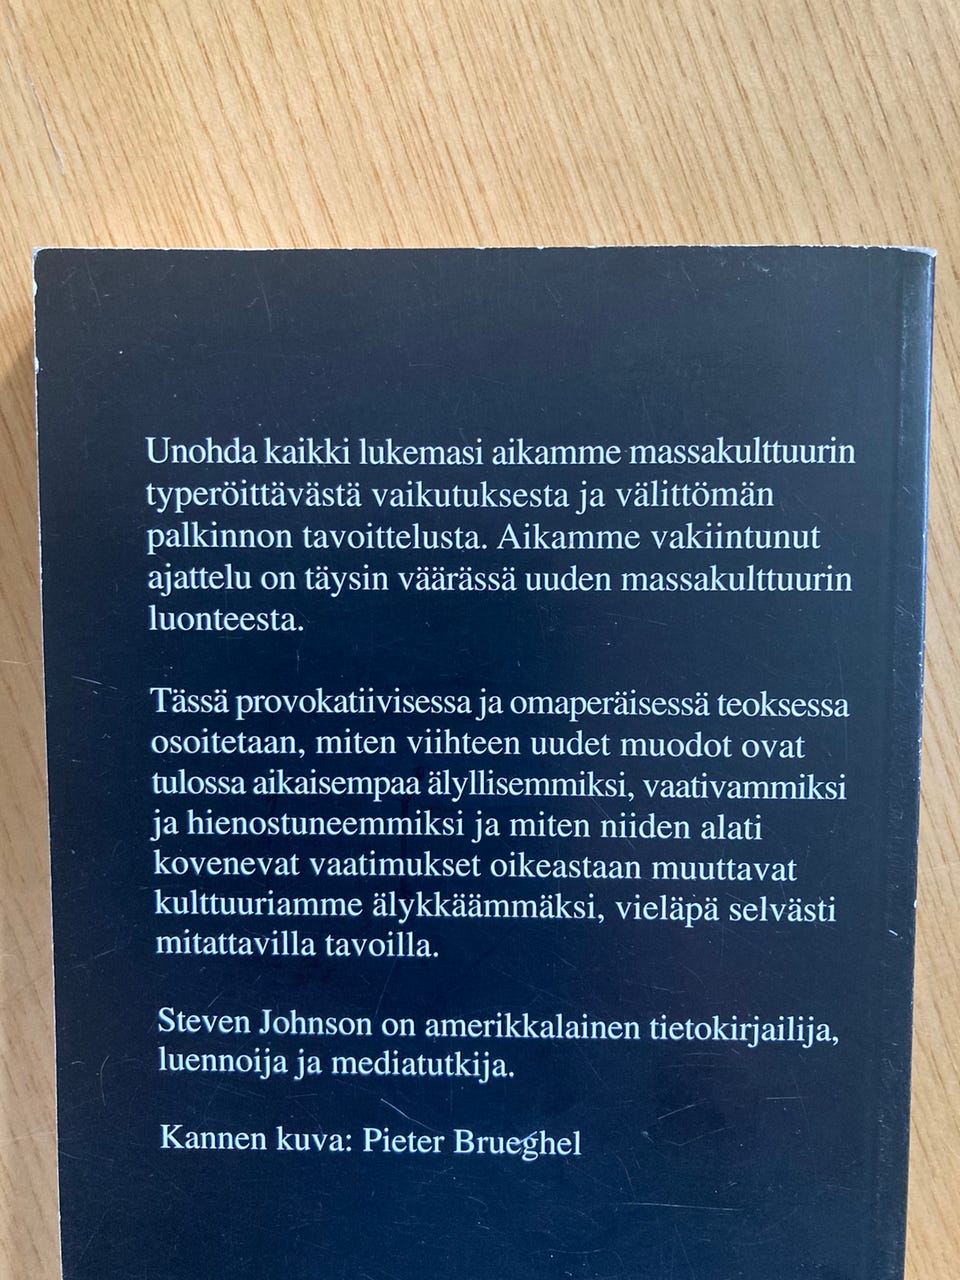 Unohda kaikki lukemasi aikamme massakulttuurin
typeröittävästä vaikutuksesta ja välittömän
palkinnon tavoittelusta. Aikamme vakiintunut
ajattelu on täysin väärässä uuden massakulttuurin
luonteesta.
Tässä provokatiivisessa ja omaperäisessä teoksessa
osoitetaan, miten viihteen uudet muodot ovat
tulossa aikaisempaa älyllisemmiksi, vaativammiksi
ja hienostuneemmiksi ja miten niiden alati
kovenevat vaatimukset oikeastaan muuttavat
kulttuuriamme älykkäämmäksi, vieläpä selvästi
mitattavilla tavoilla.
Steven Johnson on amerikkalainen tietokirjailija,
luennoija ja mediatutkija.
Kannen kuva: Pieter Brueghel